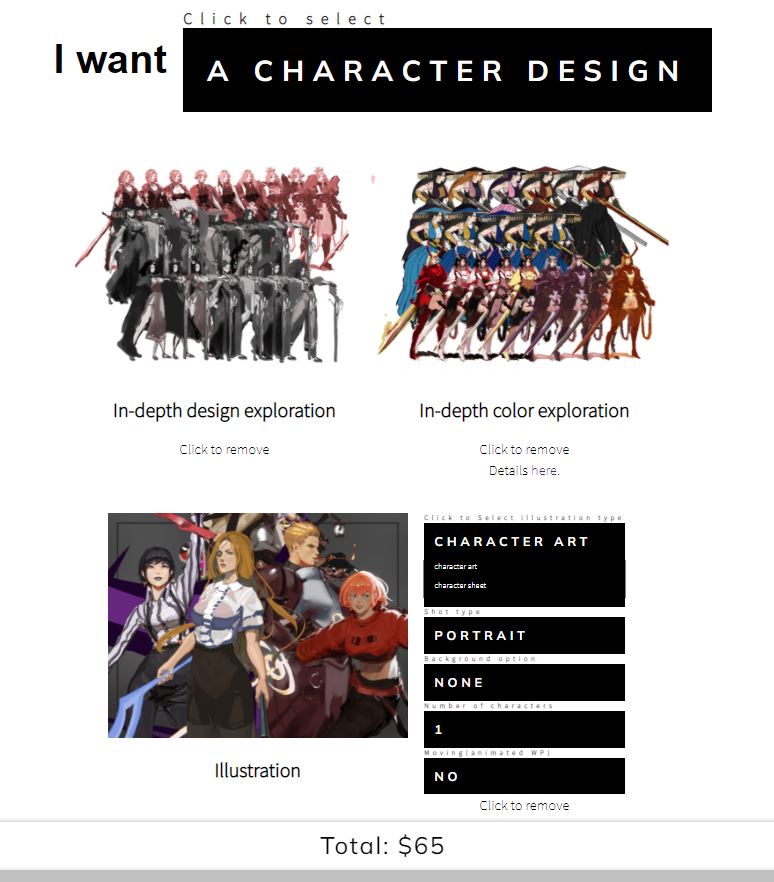 Click to select
I want
A CHARACTER DESIGN
In-depth design exploration
Click to remove
In-depth color exploration
Click to remove
Details here.
Click to Select illustration type
CHARACTER ART
character art
character sheet
Shot type
PORTRAIT
Background option
NONE
Number of characters
1
Moving(animated WP)
NO
Illustration
Click to remove
Total: $65